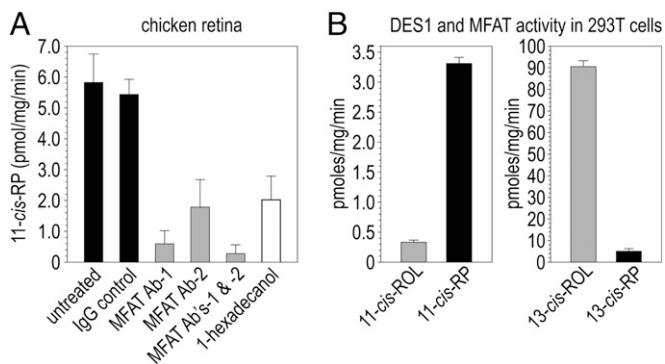 A
chicken retina
11-cis-RP (pmol/mg/min)
7.0
6.0
5.0
4.0
3.0
2.0
1.0
0
untreated
IgG control
MFAT Ab-1
MFAT Ab-2
MFAT Ab's-1 & -2
1-hexadecanol
B
DES1 and MFAT activity in 293T cells
pmoles/mg/min
3.5
3.0
2.5
2.0
1.5
1.0
0.5
0
11-cis-ROL
11-cis-RP
pmoles/mg/min
100
90
80
70
60
50
40
30
20
10
0
13-cis-ROL
13-cis-RP